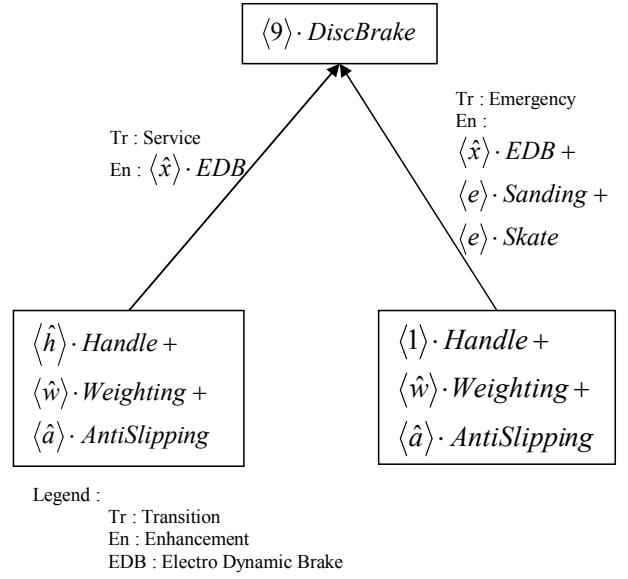 ⟨9⟩· DiscBrake
Tr : Service
En : ⟨x̂⟩· EDB
Tr : Emergency
En :
⟨x̂⟩· EDB +
⟨e⟩· Sanding +
⟨e⟩· Skate
⟨ĥ⟩· Handle +
⟨ŵ⟩· Weighting +
⟨â⟩· AntiSlipping
⟨1⟩· Handle +
⟨ŵ⟩· Weighting +
⟨â⟩· AntiSlipping
Legend :
Tr : Transition
En : Enhancement
EDB : Electro Dynamic Brake